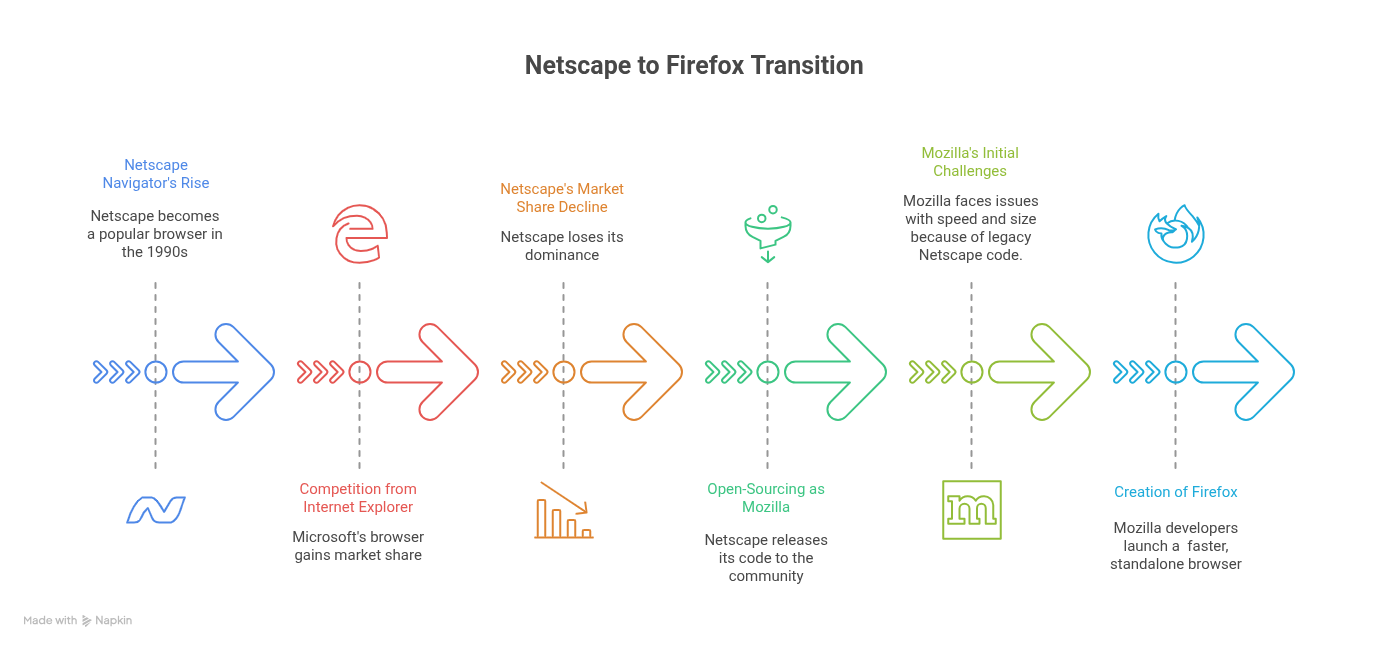 Netscape to Firefox Transition
Netscape
Navigator's Rise
Netscape becomes
a popular browser in
the 1990s
Competition from
Internet Explorer
Microsoft's browser
gains market share
Netscape's Market
Share Decline
Netscape loses its
dominance
Open-Sourcing as
Mozilla
Netscape releases
its code to the
community
Mozilla's Initial
Challenges
Mozilla faces issues
with speed and size
because of legacy
Netscape code.
m
Creation of Firefox
Mozilla developers
launch a  faster,
standalone browser
Made with Napkin